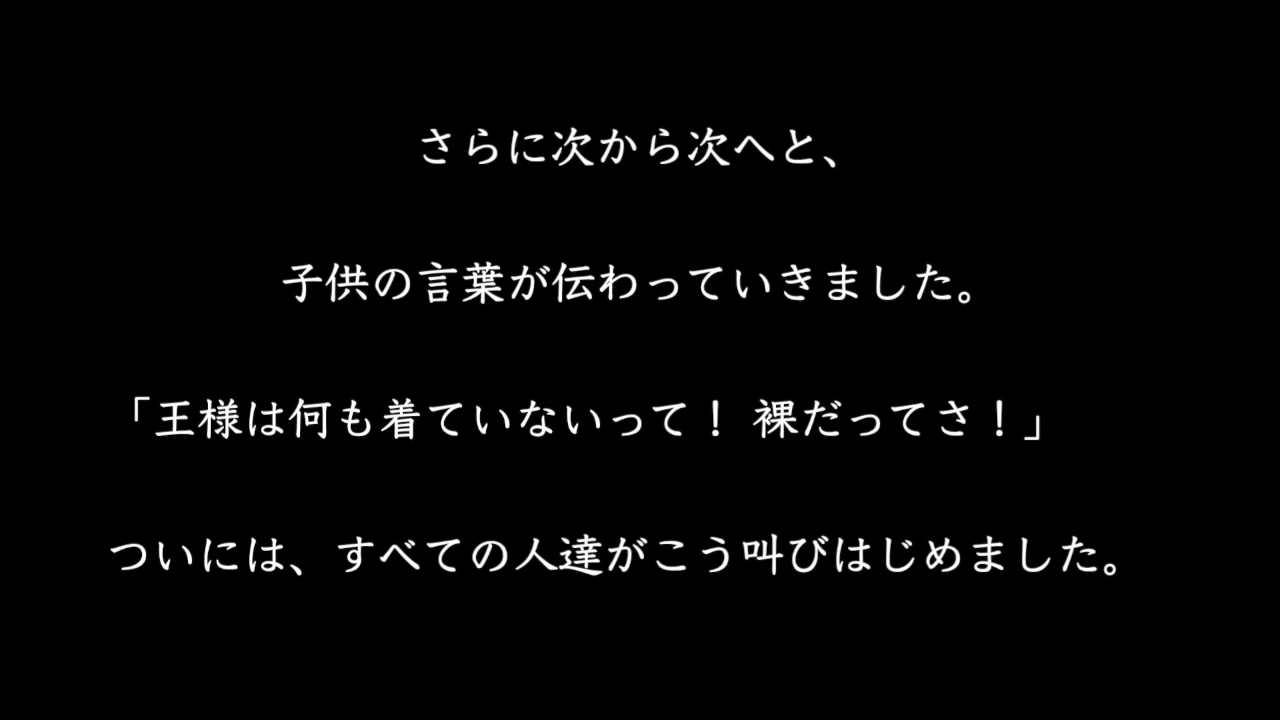 さらに次から次へと、
子供の言葉が伝わっていきました。
「王様は何も着ていないって！ 裸だってさ！」
ついには、すべての人達がこう叫びはじめました。